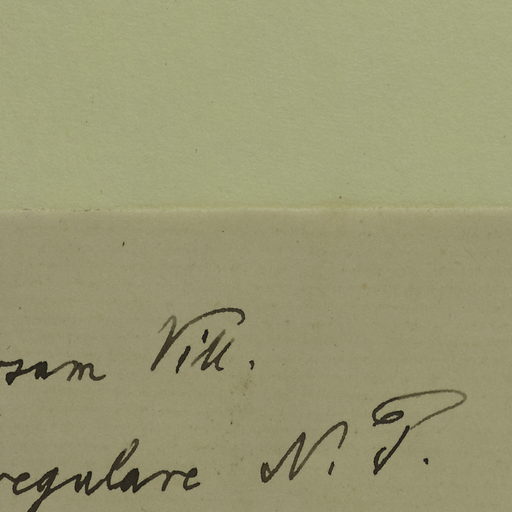 osam Vill.
regulare N. P.